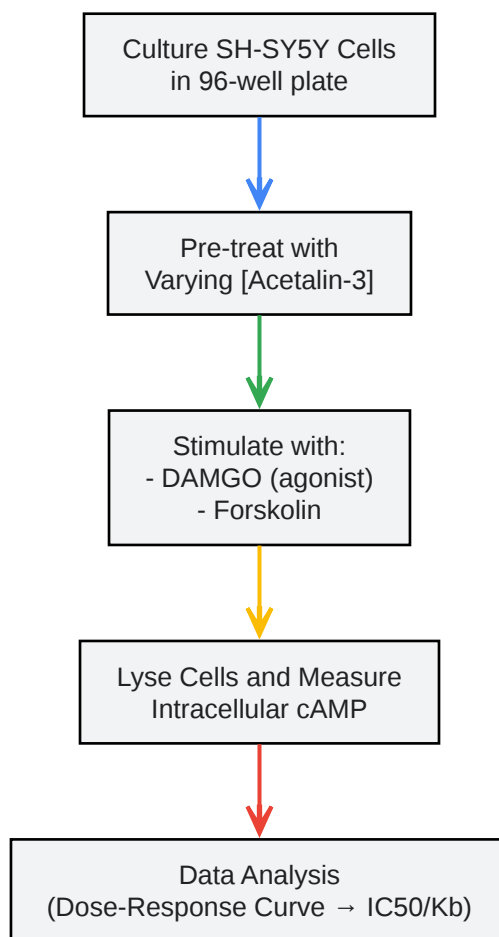 Culture SH-SY5Y Cells
in 96-well plate
Pre-treat with
Varying [Acetalin-3]
Stimulate with:
- DAMGO (agonist)
- Forskolin
Lyse Cells and Measure
Intracellular cAMP
Data Analysis
(Dose-Response Curve → IC50/Kb)